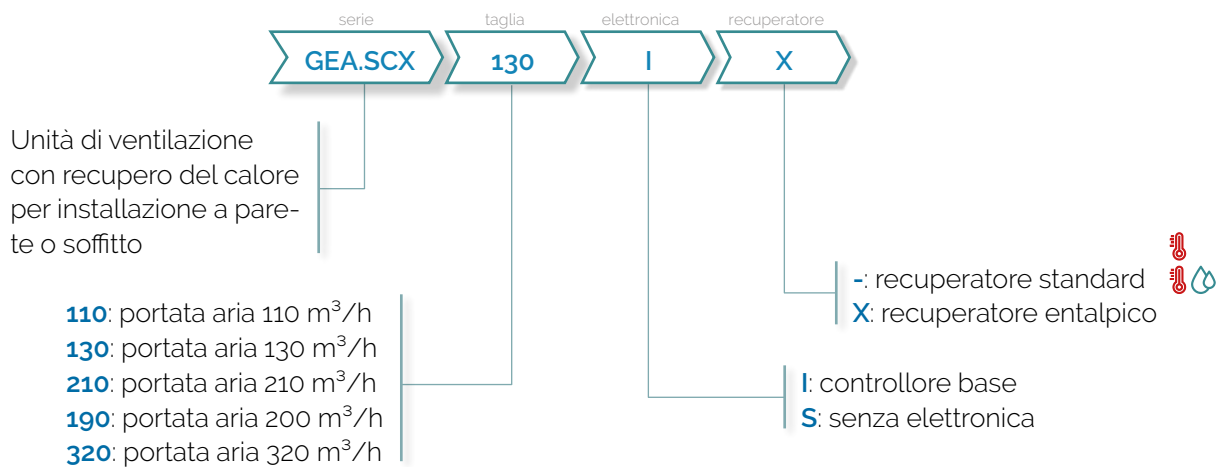 serie taglia elettronica recuperatore
GEA.SCX 130 I X
Unità di ventilazione
con recupero del calore
per installazione a pare-
te o soffitto
110: portata aria 110 m³/h
130: portata aria 130 m³/h
210: portata aria 210 m³/h
190: portata aria 200 m³/h
320: portata aria 320 m³/h
-: recuperatore standard
X: recuperatore entalpico
I: controllore base
S: senza elettronica